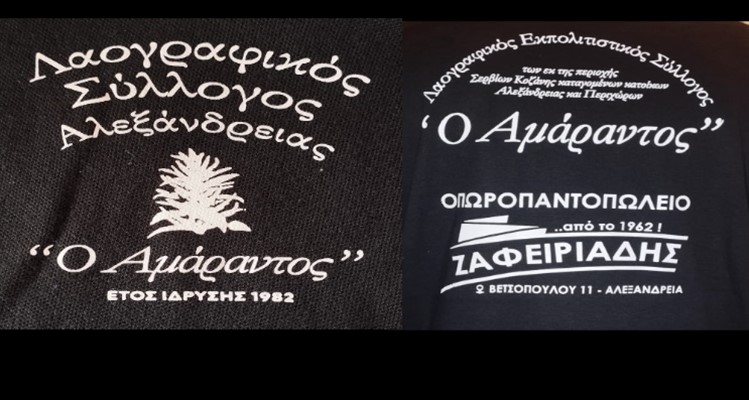 Λαογραφικός
Σύλλογος
Αλεξάνδρειας
“Ο Αμάραντος”
ΕΤΟΣ ΙΔΡΥΣΗΣ 1982
Λαογραφικός Εκπολιτιστικός Σύλλογος
των εκ της περιοχής
Σερβίων Κοζάνης καταγομένων κατοίκων
Αλεξάνδρειας και Περιχώρων
‘Ο Αμάραντος”
ΟΠΩΡΟΠΑΝΤΟΠΩΛΕΙΟ
..από το 1962 !
ΖΑΦΕΙΡΙΑΔΗΣ
ΒΕΤΣΟΠΟΥΛΟΥ 11 - ΑΛΕΞΑΝΔΡΕΙΑ